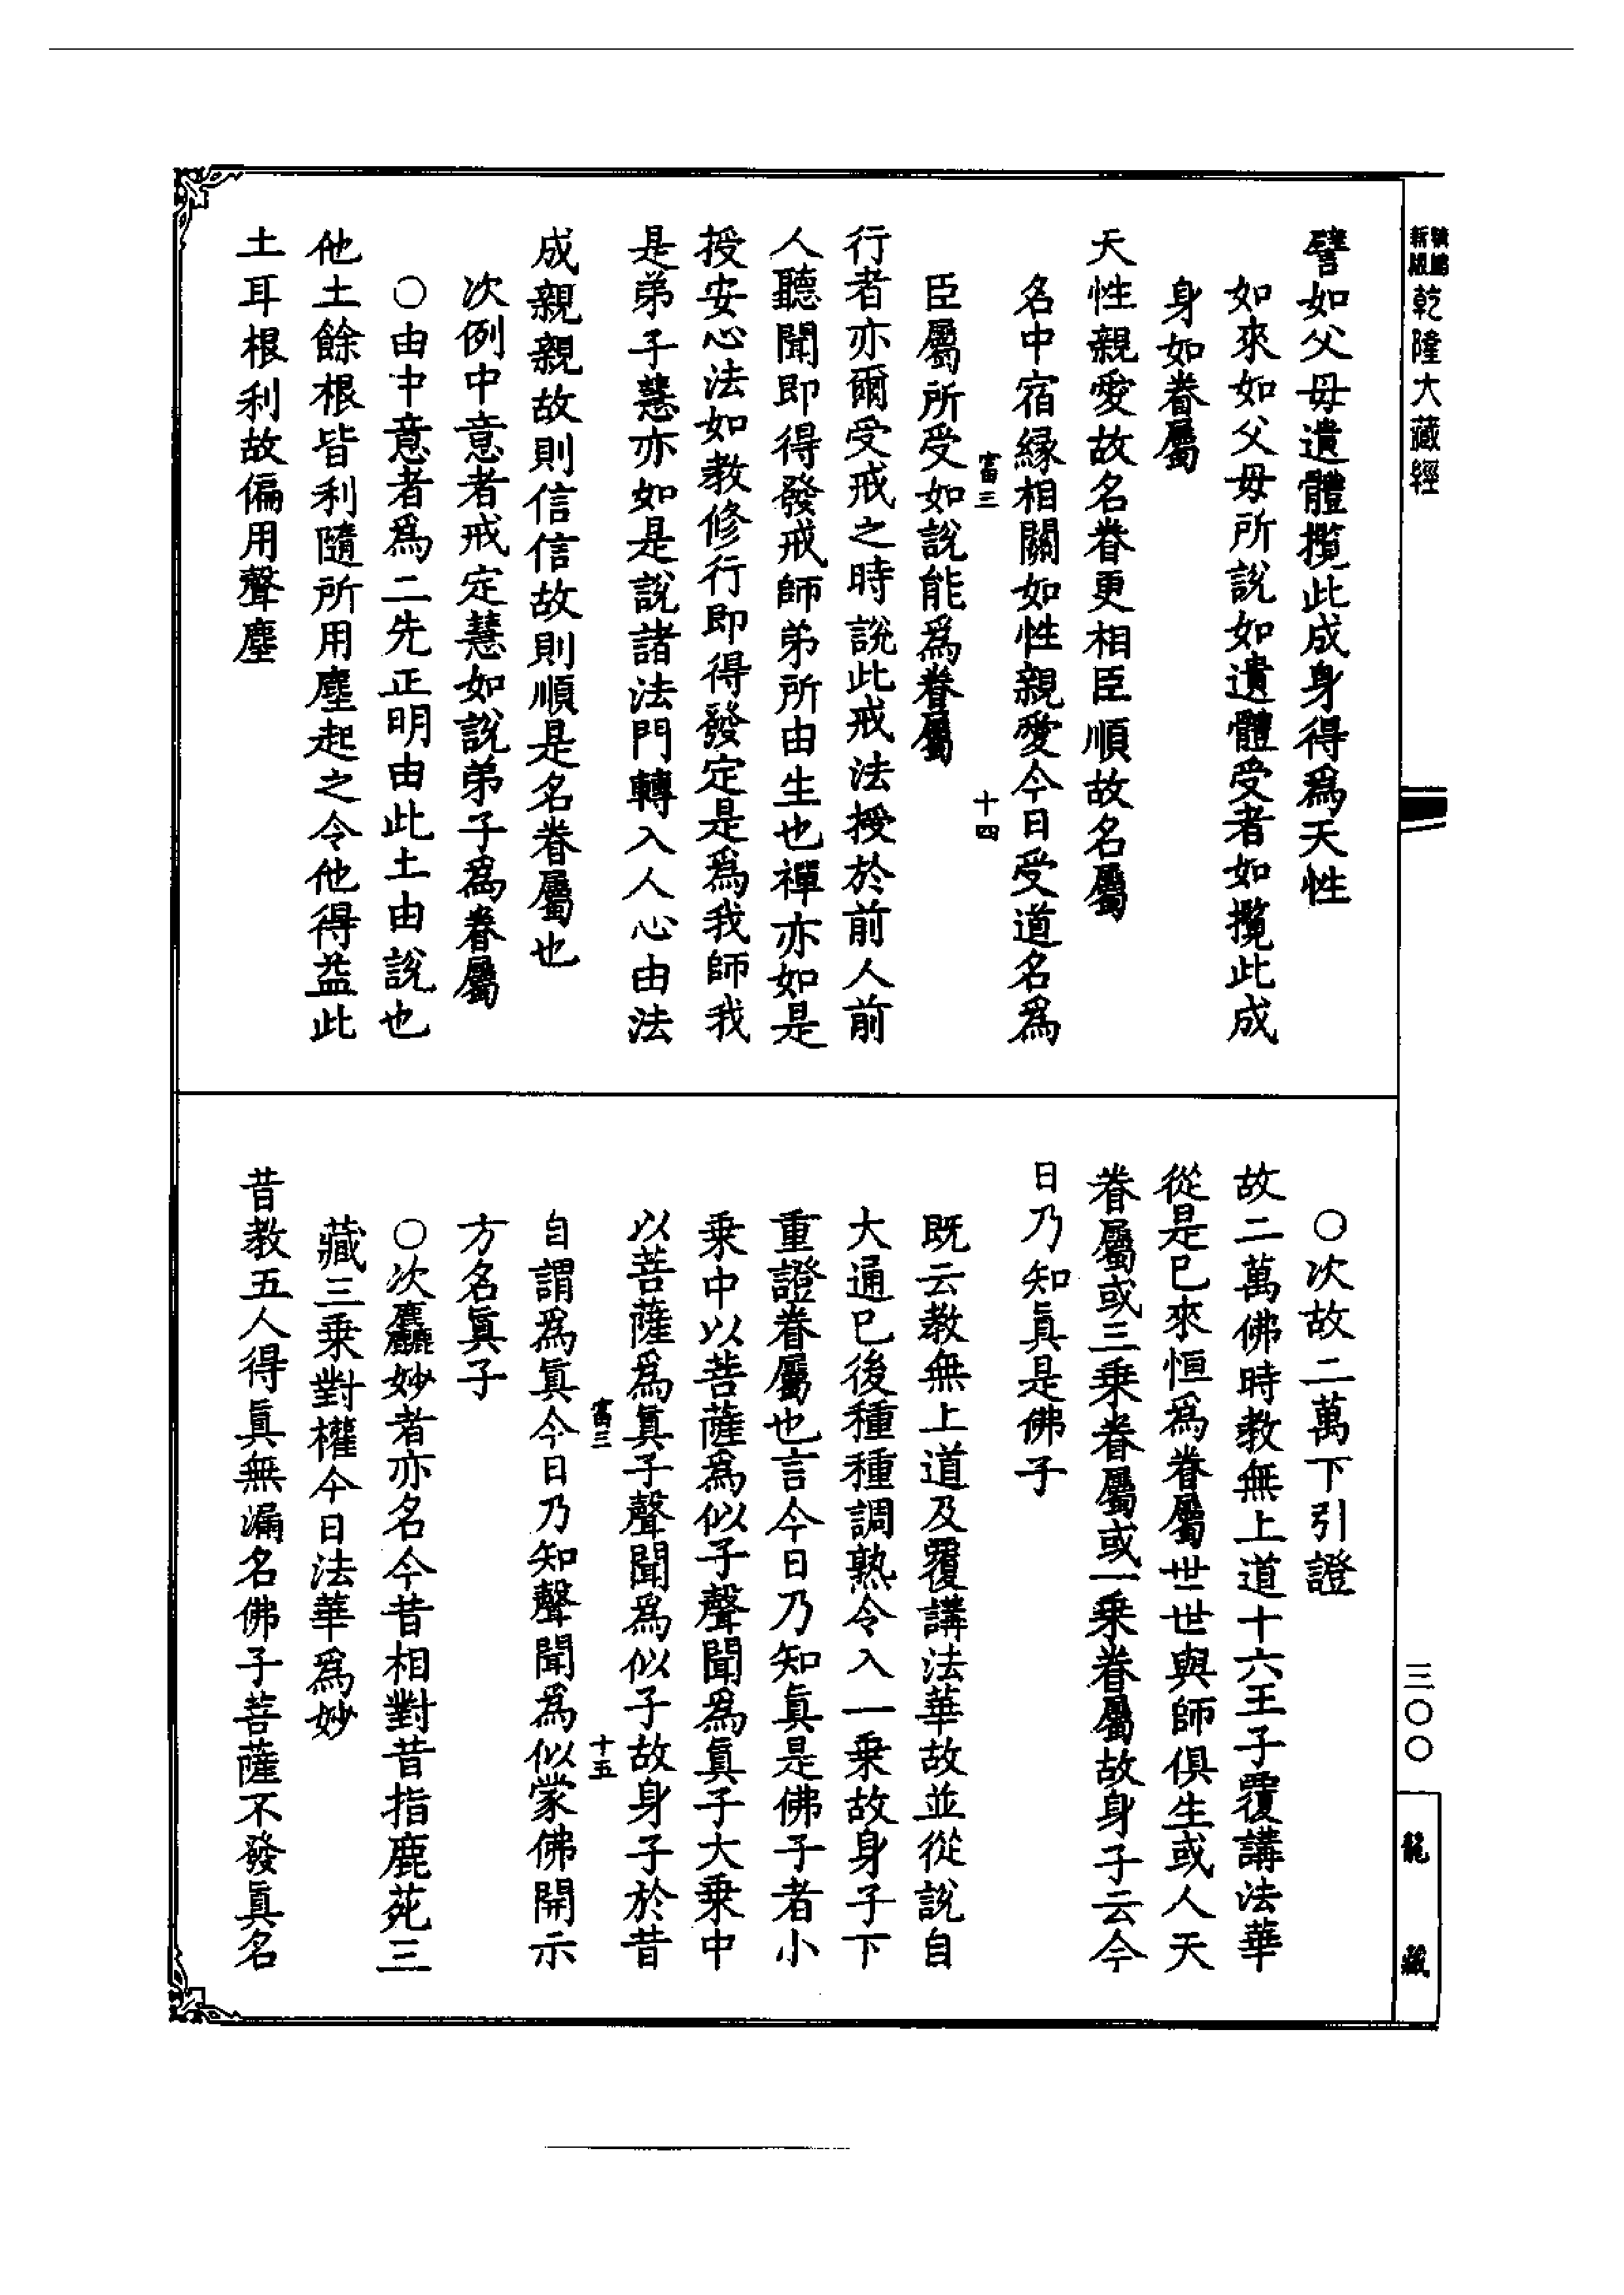 乾隆大藏經
譬如父母遺體攬此成身得爲天性
如來如父母所說如遺體受者如攬此成
身如眷屬
天性親愛故名眷更相臣順故名屬
名中宿緣相關如性親愛今日受道名爲
富三
十四
臣屬所受如說能爲眷屬
行者亦爾受戒之時說此戒法授於前人前
人聽聞即得發戒師弟所由生也禪亦如是
授安心法如教修行即得發定是爲我師我
是弟子慧亦如是說諸法門轉入人心由法
成親親故則信信故則順是名眷屬也
次例中意者戒定慧如說弟子爲眷屬
○由中意者爲二先正明由此土由說也
他土餘根皆利隨所用塵起之令他得益此
土耳根利故偏用聲塵
○次故二萬下引證
故二萬佛時教無上道十六王子覆講法華
從是已來恒爲眷屬世世與師俱生或人天
眷屬或三乗眷屬或一乗眷屬故身子云今
日乃知眞是佛子
既云教無上道及覆講法華故並從說自
大通已後種種調熟令入一乗故身子下
重證眷屬也言今日乃知眞是佛子者小
乗中以菩薩爲似子聲聞爲眞子大乗中
以菩薩爲眞子聲聞爲似子故身子於昔
富三
十五
自謂爲眞今日乃知聲聞爲似蒙佛開示
方名眞子
○次麤妙者亦名今昔相對昔指鹿苑三
藏三乗對權今日法華爲妙
昔教五人得眞無漏名佛子菩薩不發眞名
三〇〇
龍藏